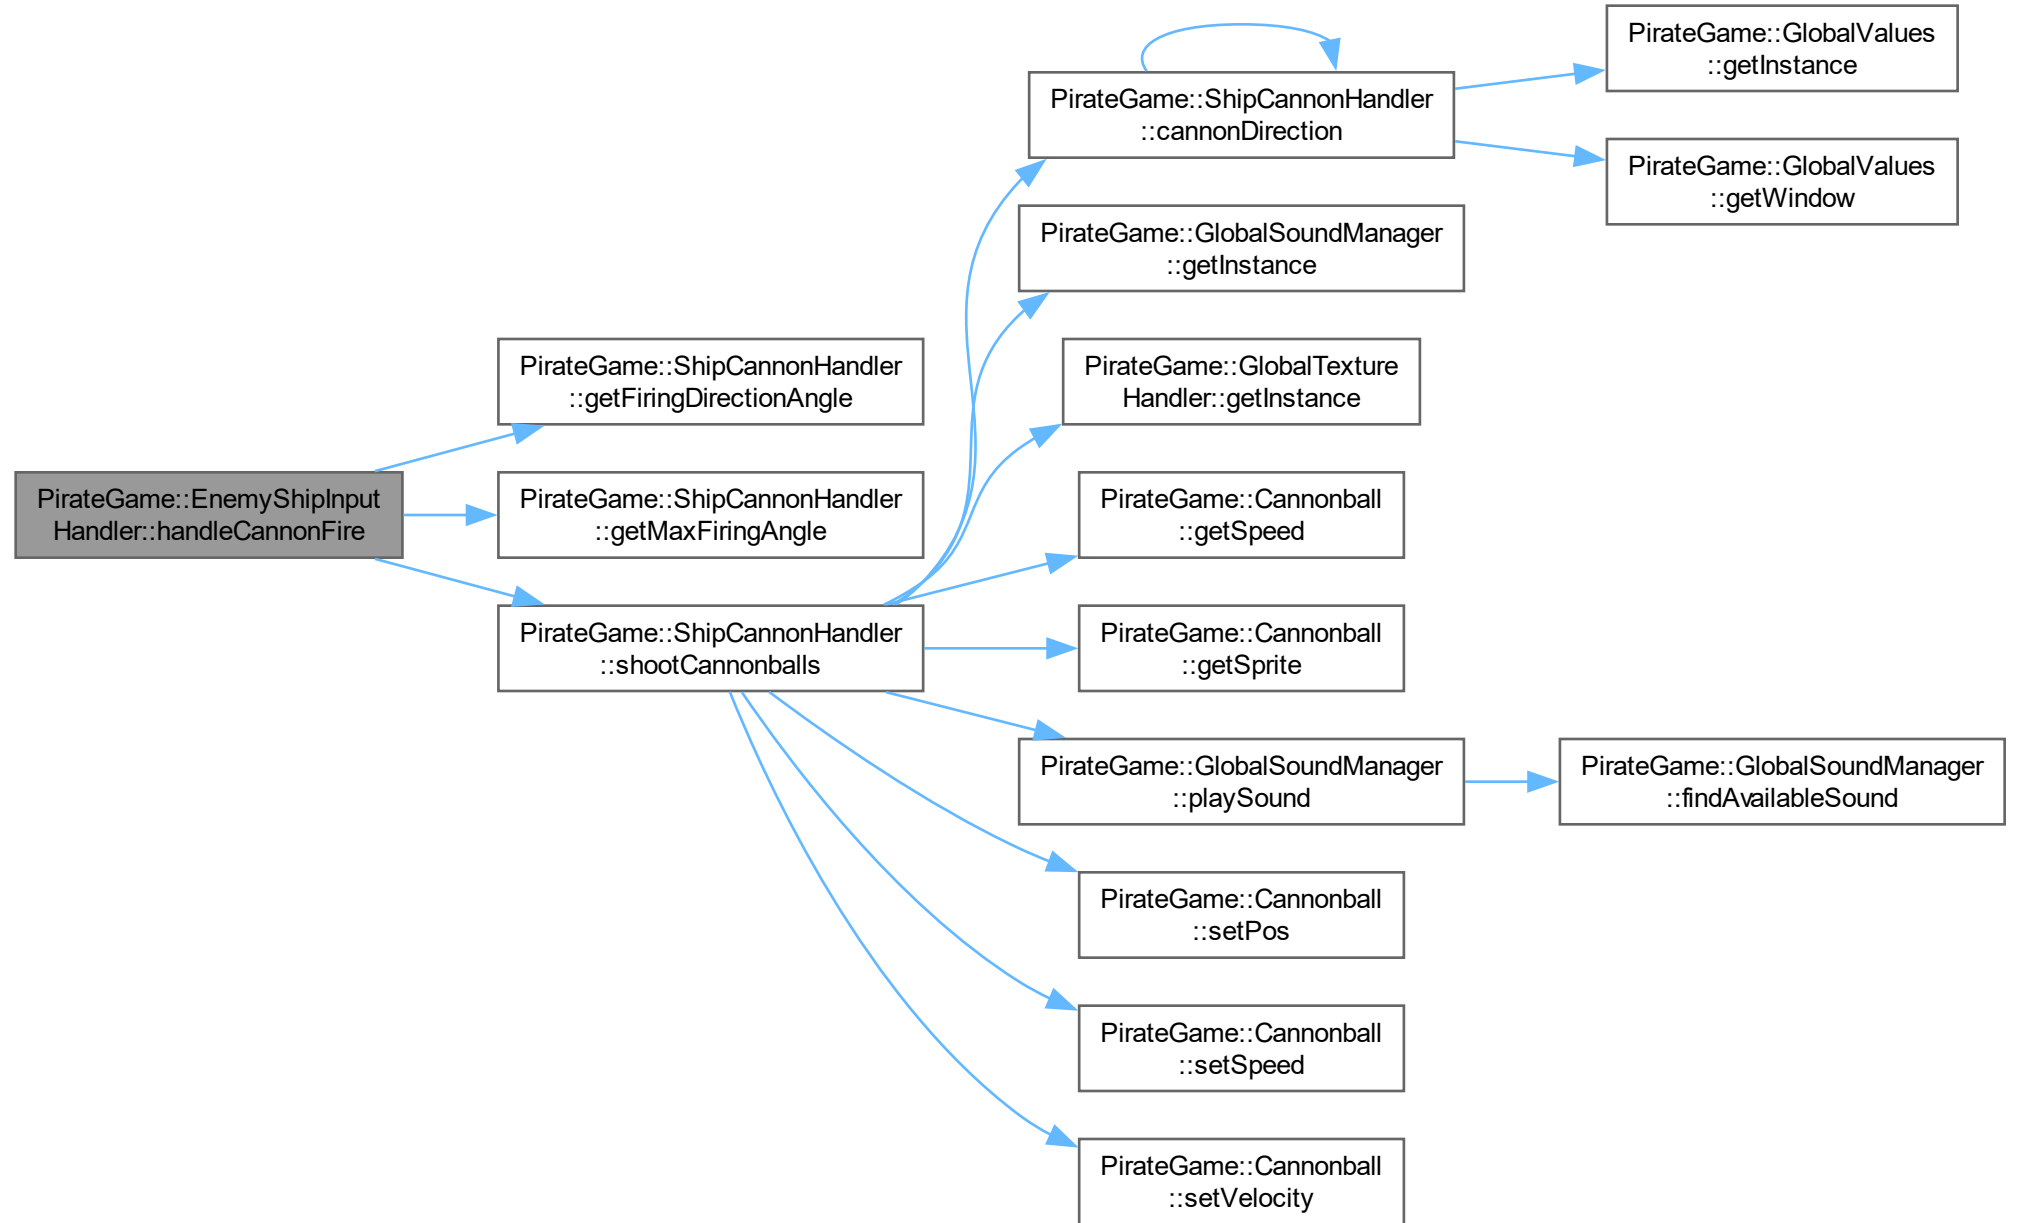 PirateGame::EnemyShipInput
Handler::handleCannonFire
PirateGame::ShipCannonHandler
::getFiringDirectionAngle
PirateGame::ShipCannonHandler
::getMaxFiringAngle
PirateGame::ShipCannonHandler
::shootCannonballs
PirateGame::ShipCannonHandler
::cannonDirection
PirateGame::GlobalValues
::getInstance
PirateGame::GlobalValues
::getWindow
PirateGame::GlobalSoundManager
::getInstance
PirateGame::GlobalTexture
Handler::getInstance
PirateGame::Cannonball
::getSpeed
PirateGame::Cannonball
::getSprite
PirateGame::GlobalSoundManager
::playSound
PirateGame::GlobalSoundManager
::findAvailableSound
PirateGame::Cannonball
::setPos
PirateGame::Cannonball
::setSpeed
PirateGame::Cannonball
::setVelocity